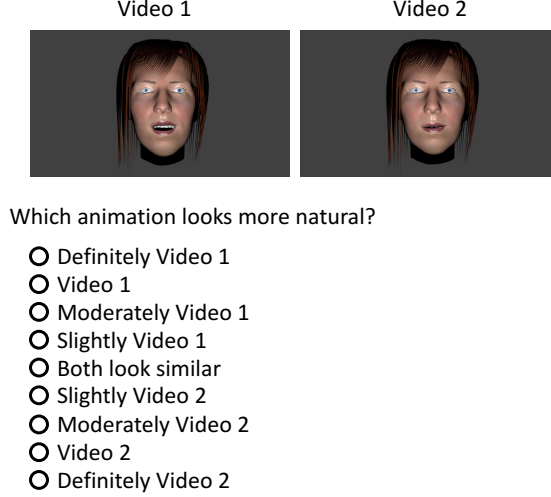 Video 1 Video 2
Which animation looks more natural?
Definitely Video 1
Video 1
Moderately Video 1
Slightly Video 1
Both look similar
Slightly Video 2
Moderately Video 2
Video 2
Definitely Video 2